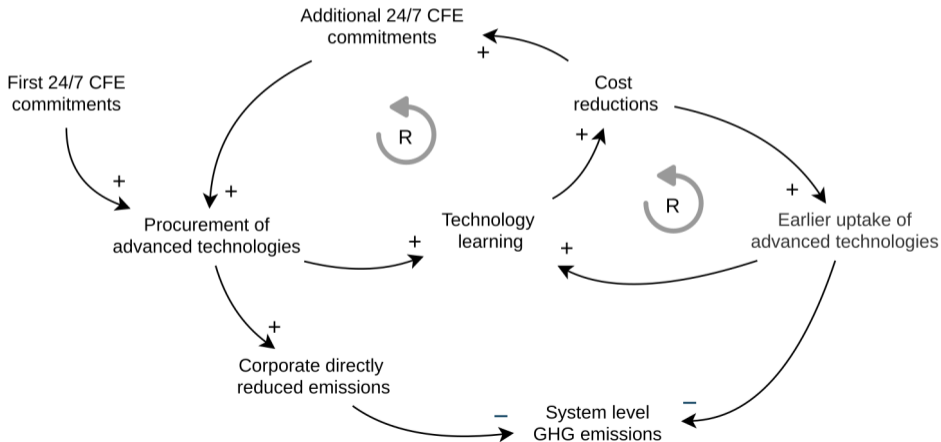 Additional 24/7 CFE
commitments
+
First 24/7 CFE
commitments
Cost
reductions
R
+
+
+
+
R
Procurement of
advanced technologies
Technology
learning
Earlier uptake of
advanced technologies
+
+
+
Corporate directly
reduced emissions
–
–
System level
GHG emissions